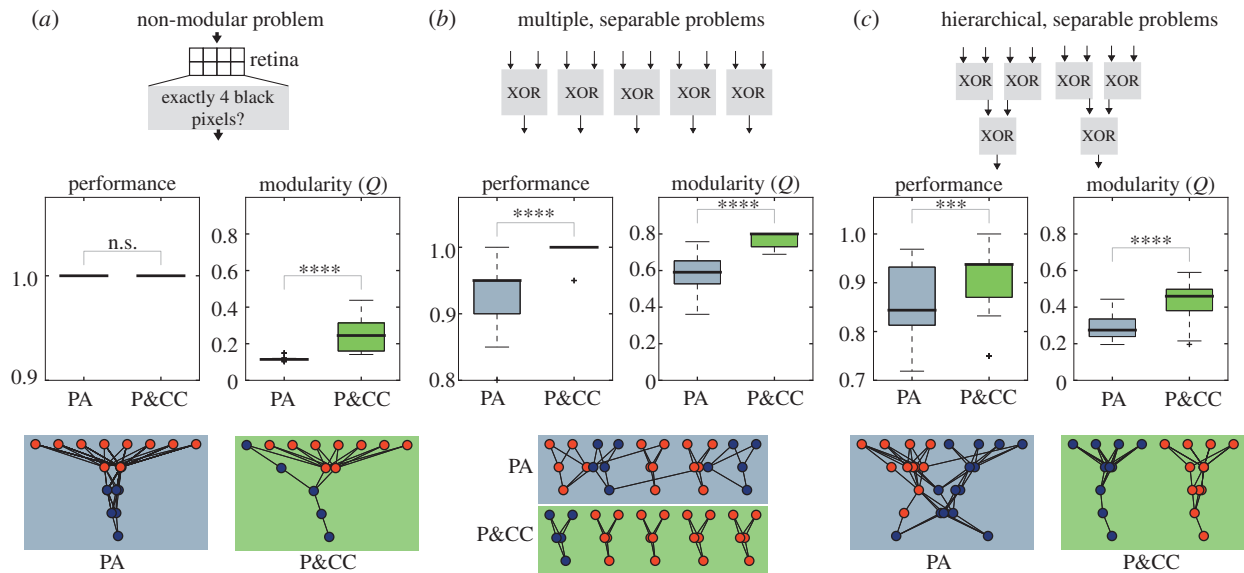 (a)
non-modular problem
retina
exactly 4 black
pixels?
performance
modularity (Q)
n.s.
****
1.0
0.9
0.8
0.6
0.4
0.2
0
PA
P&CC
PA
P&CC
PA
P&CC
(b)
multiple, separable problems
XOR
XOR
XOR
XOR
XOR
performance
modularity (Q)
****
****
1.0
0.9
0.8
0.8
0.6
0.4
0.2
0
PA
P&CC
PA
P&CC
PA
P&CC
(c)
hierarchical, separable problems
XOR
XOR
XOR
XOR
XOR
XOR
performance
modularity (Q)
***
****
1.0
0.9
0.8
0.7
0.8
0.6
0.4
0.2
0
PA
P&CC
PA
P&CC
PA
P&CC